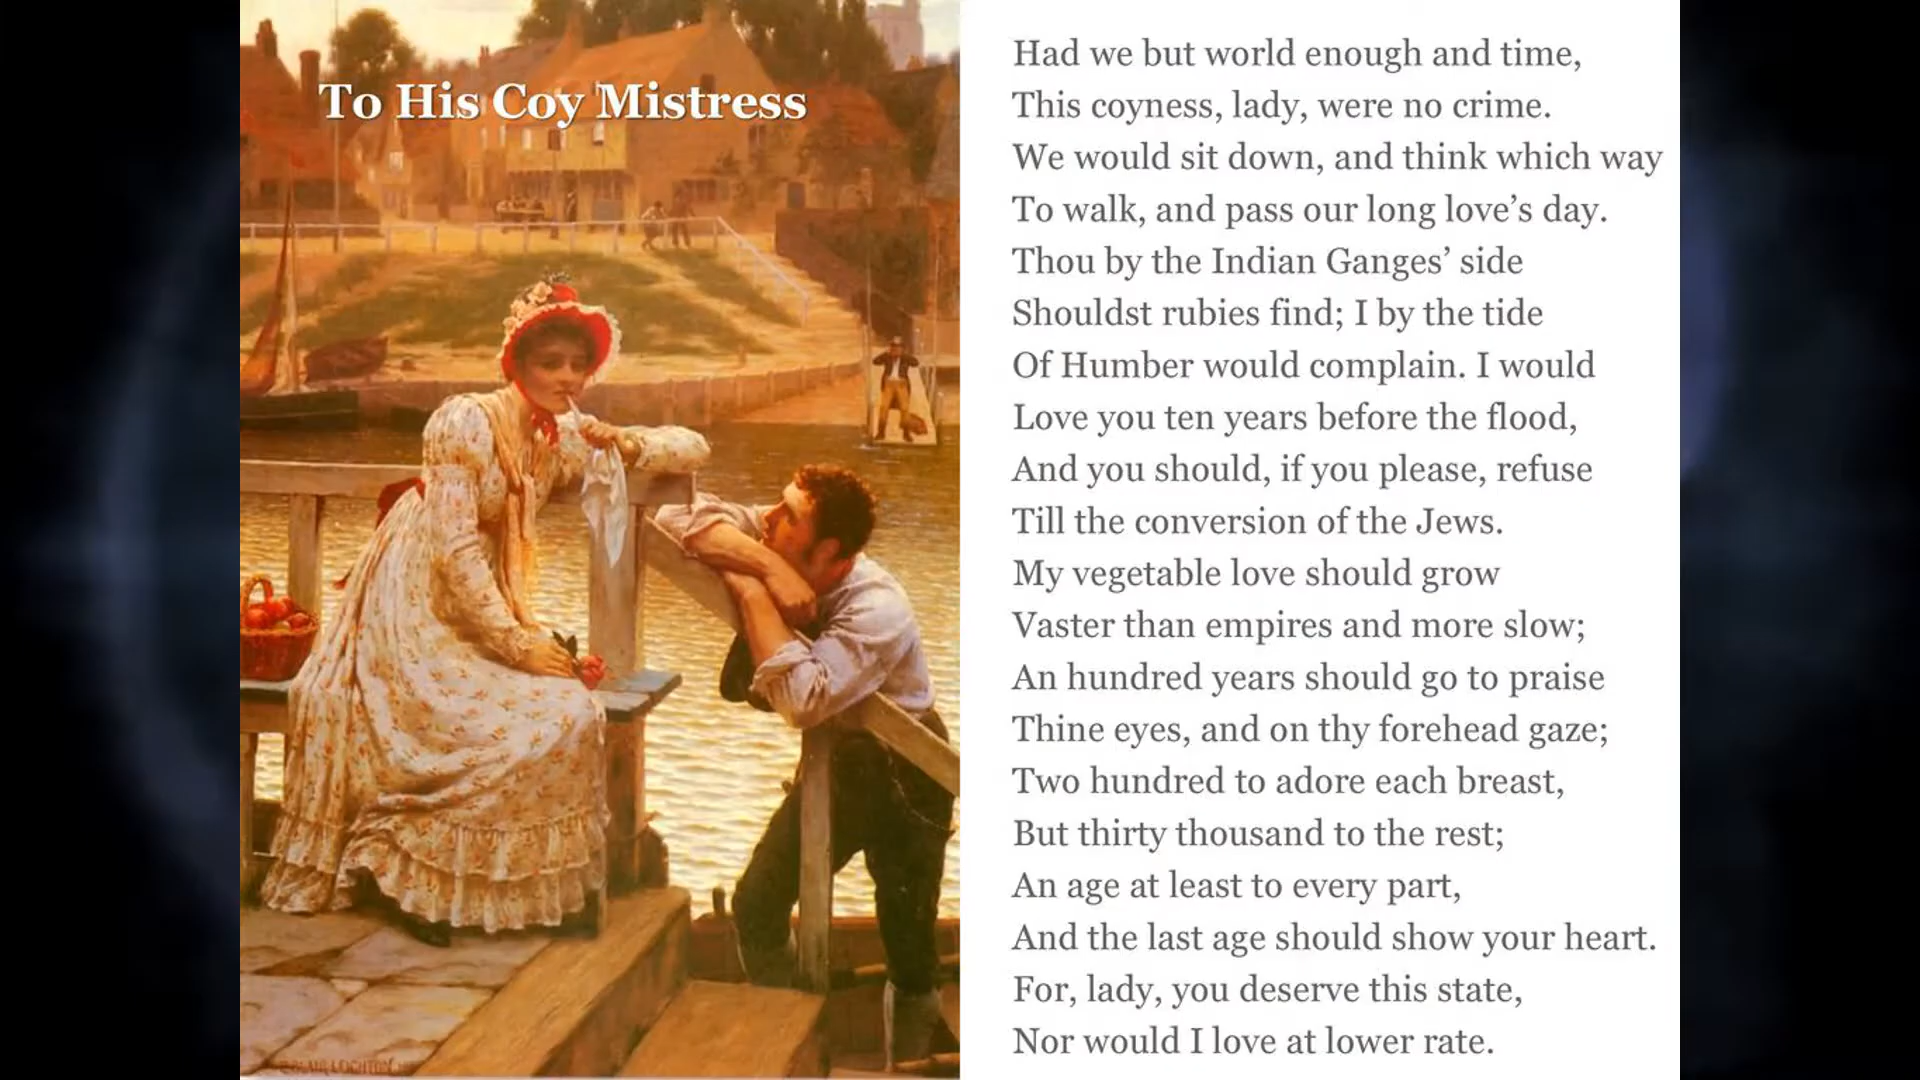 To His Coy Mistress
Had we but world enough and time,
This coyness, lady, were no crime.
We would sit down, and think which way
To walk, and pass our long love’s day.
Thou by the Indian Ganges’ side
Shouldst rubies find; I by the tide
Of Humber would complain. I would
Love you ten years before the flood,
And you should, if you please, refuse
Till the conversion of the Jews.
My vegetable love should grow
Vaster than empires and more slow;
An hundred years should go to praise
Thine eyes, and on thy forehead gaze;
Two hundred to adore each breast,
But thirty thousand to the rest;
An age at least to every part,
And the last age should show your heart.
For, lady, you deserve this state,
Nor would I love at lower rate.